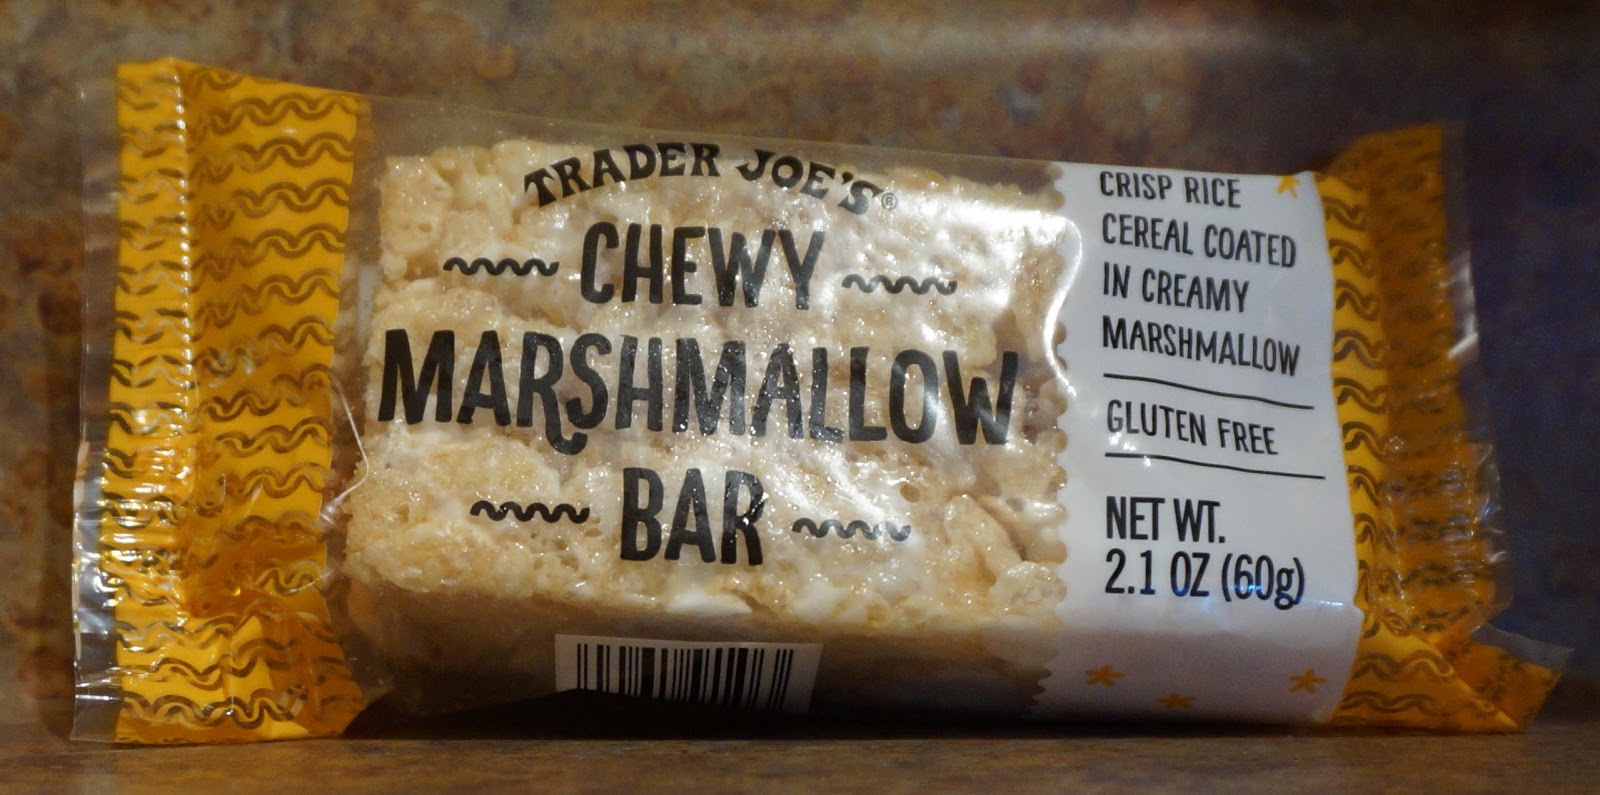 TRADER JOE'S®
CHEWY
MARSHMALLOW
BAR
CRISP RICE
CEREAL COATED
IN CREAMY
MARSHMALLOW
GLUTEN FREE
NET WT.
2.1 OZ (60g)